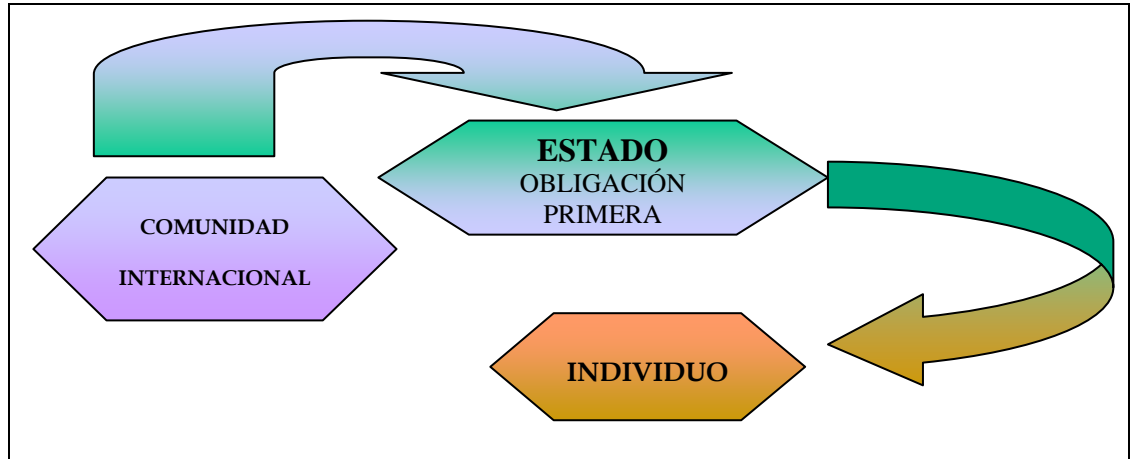 ESTADO
OBLIGACIÓN
PRIMERA
COMUNIDAD
INTERNACIONAL
INDIVIDUO